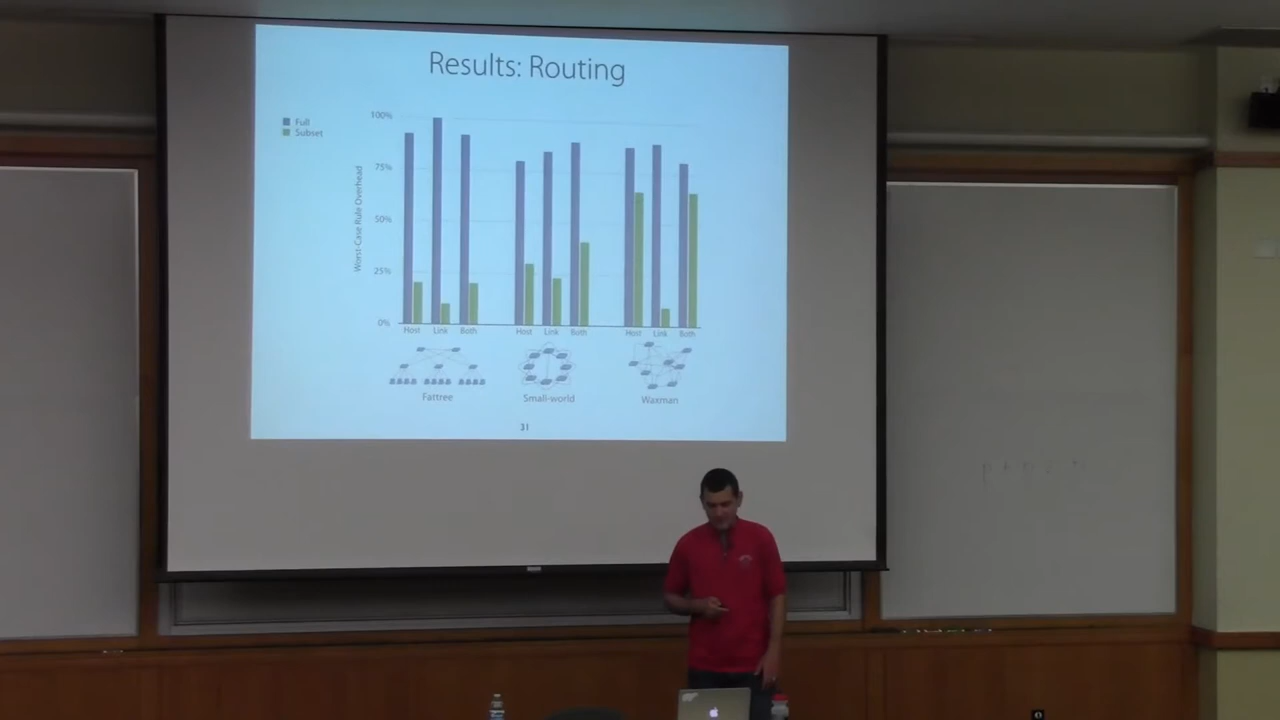 Results: Routing
Full
Subset
Worst-Case Rule Overhead
100%
75%
50%
25%
0%
Host Link Both
Host Link Both
Host Link Both
Fattree
Small-world
Waxman
31